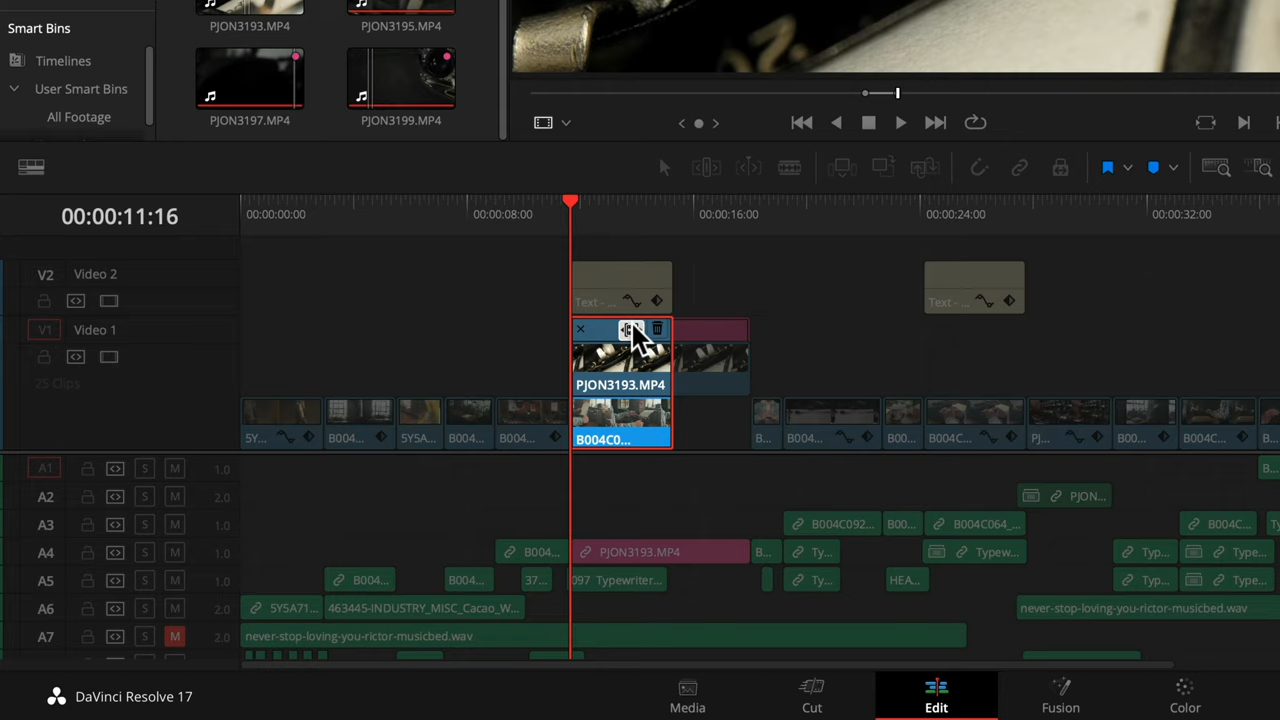 Smart Bins
Timelines
User Smart Bins
All Footage
PJON3193.MP4
PJON3195.MP4
PJON3197.MP4
PJON3199.MP4
00:00:11:16
00:00:00:00
00:00:08:00
00:00:16:00
00:00:24:00
00:00:32:00
V2 Video 2
Text - ...
Text - ...
V1 Video 1
25 Clips
PJON3193.MP4
B004C0...
5Y...
B004...
5Y5A...
B004...
B004...
B...
B004...
B00...
B004C...
PJ...
B00...
B004C...
B...
A1 S M 1.0
B...
A2 S M 2.0
PJON...
A3 S M 1.0
B004C092...
B00...
B004C064_...
B004C...
Ty
A4 S M 1.0
B004...
PJON3193.MP4
B...
Ty...
Typew...
Typ...
Type...
A5 S M 1.0
B004...
B004...
37...
097 Typewriter...
Ty...
HEA...
Typ...
Type...
A6 S M 2.0
5Y5A71...
463445-INDUSTRY_MISC_Cacao_W...
never-stop-loving-you-rictor-musicbed.wav
A7 S M 2.0
never-stop-loving-you-rictor-musicbed.wav
DaVinci Resolve 17
Media
Cut
Edit
Fusion
Color